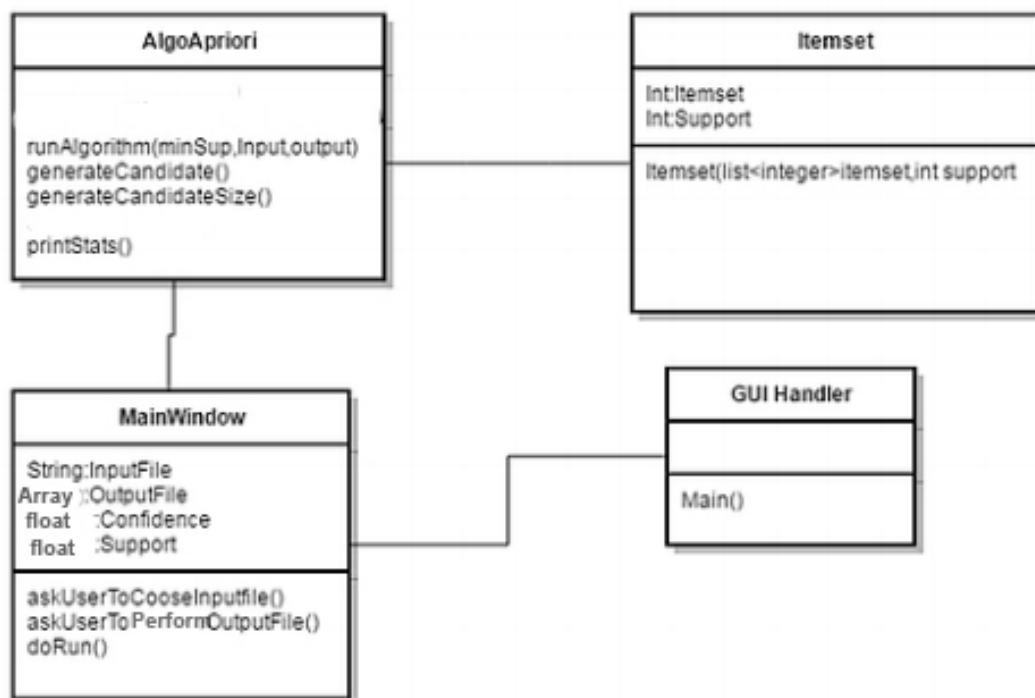 AlgoApriori
runAlgorithm(minSup,Input,output)
generateCandidate()
generateCandidateSize()
printStats()
Itemset
Int:Itemset
Int:Support
Itemset(list<integer>itemset,int support
MainWindow
String:InputFile
Array :OutputFile
float :Confidence
float :Support
askUserToCooseInputfile()
askUserToPerformOutputFile()
doRun()
GUI Handler
Main()